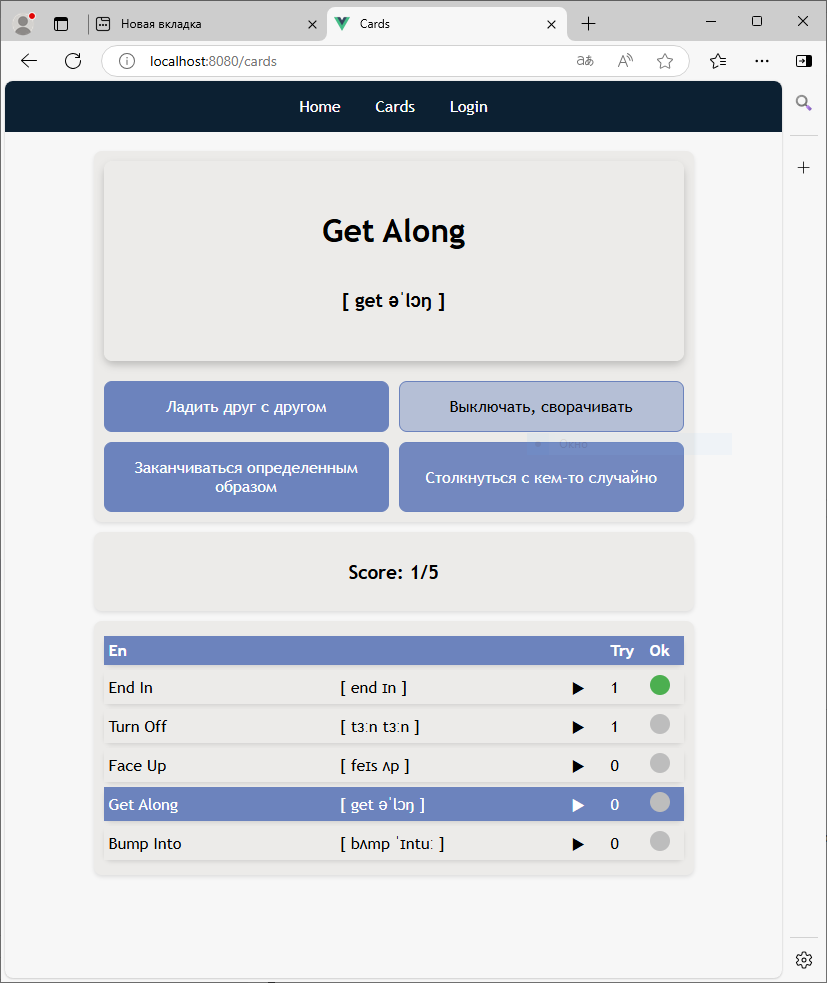 Новая вкладка
Cards
localhost:8080/cards
Home Cards Login
Get Along
[ get əˈlɔŋ ]
Ладить друг с другом
Выключать, сворачивать
Заканчиваться определенным
образом
Столкнуться с кем-то случайно
Окно
Score: 1/5
En Try Ok
End In [ end ɪn ] 1
Turn Off [ tɜːn tɜːn ] 1
Face Up [ feɪs ʌp ] 0
Get Along [ get əˈlɔŋ ] 0
Bump Into [ bʌmp ˈɪntuː ] 0